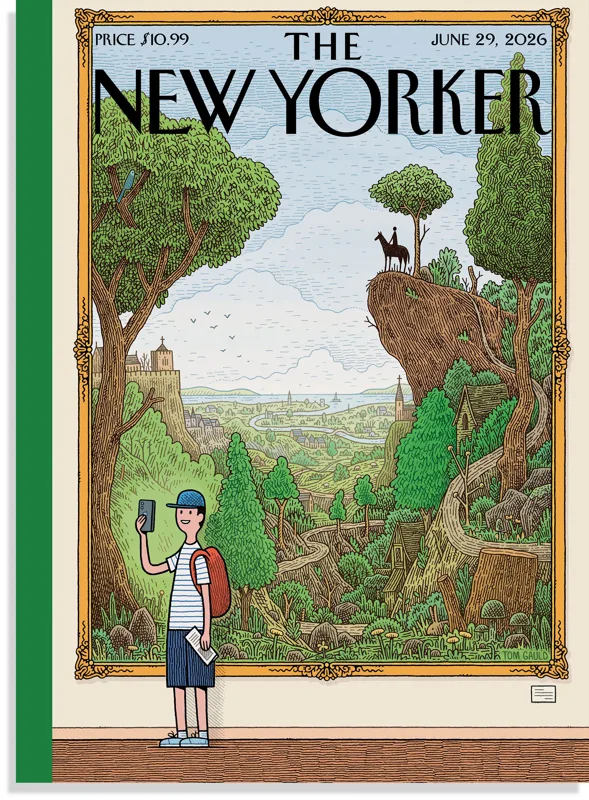 PRICE $10.99
THE
JUNE 29, 2026
NEW YORKER
TOM GAULD